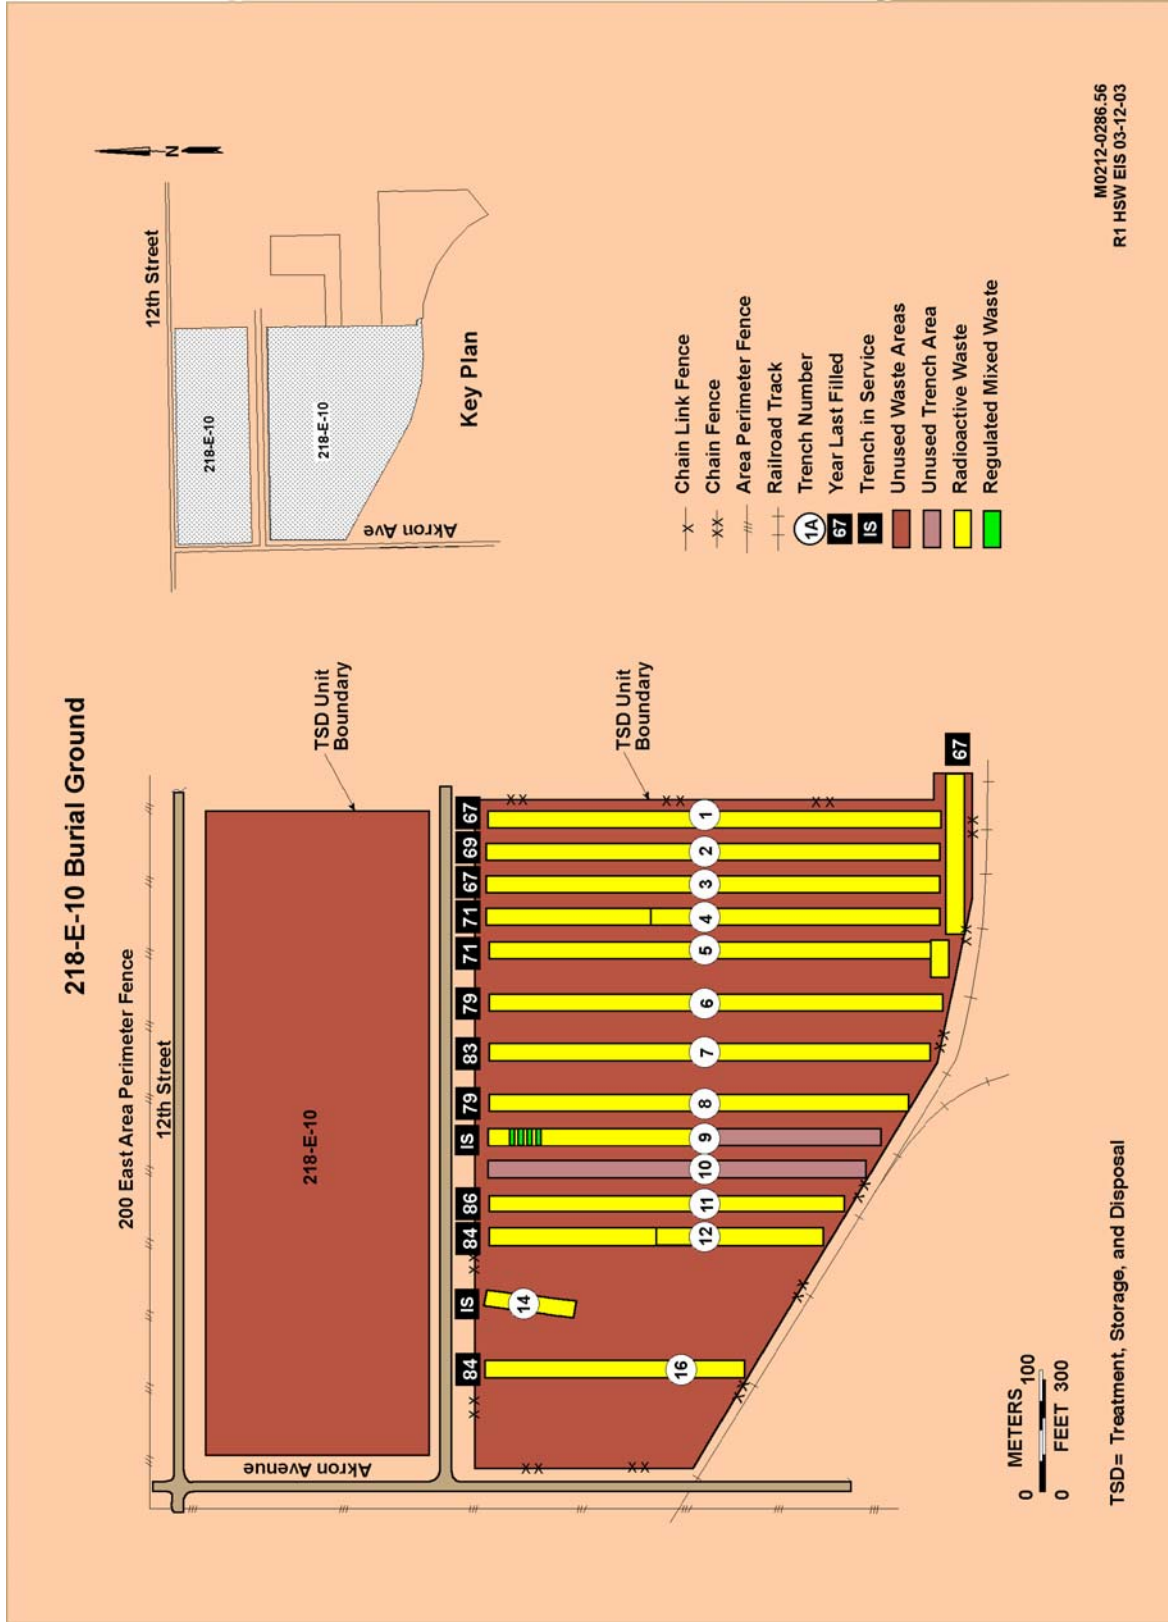 218-E-10 Burial Ground
200 East Area Perimeter Fence
12th Street
218-E-10
Akron Avenue
TSD Unit
Boundary
TSD Unit
Boundary
84
IS
84
86
IS
79
83
79
71
71
67
69
67
16
14
12
11
10
9
8
7
6
5
4
3
2
1
67
METERS
0 100
0 FEET 300
TSD= Treatment, Storage, and Disposal
12th Street
N
218-E-10
218-E-10
Akron Ave
Key Plan
Chain Link Fence
Chain Fence
Area Perimeter Fence
Railroad Track
1A Trench Number
67 Year Last Filled
IS Trench in Service
Unused Waste Areas
Unused Trench Area
Radioactive Waste
Regulated Mixed Waste
M0212-0286.56
R1 HSW EIS 03-12-03